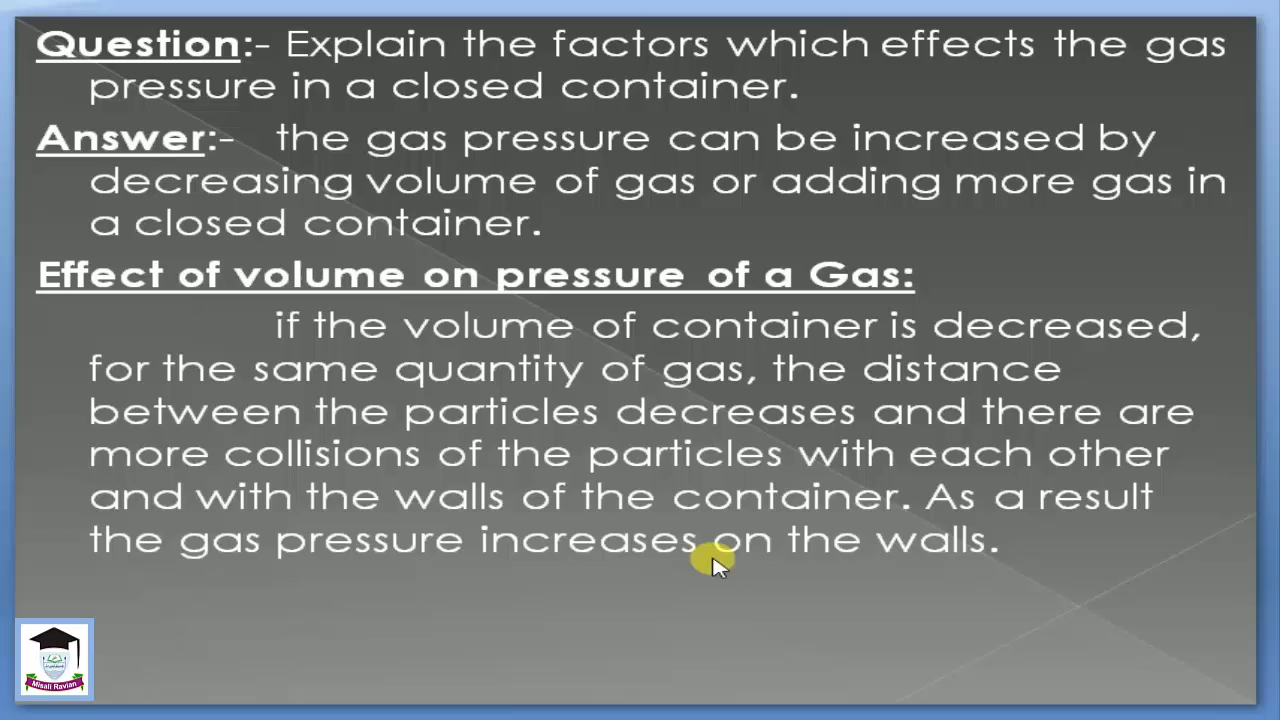 Question:- Explain the factors which effects the gas
pressure in a closed container.
Answer:- the gas pressure can be increased by
decreasing volume of gas or adding more gas in
a closed container.
Effect of volume on pressure of a Gas:
if the volume of container is decreased,
for the same quantity of gas, the distance
between the particles decreases and there are
more collisions of the particles with each other
and with the walls of the container. As a result
the gas pressure increases on the walls.
Misali Ravian